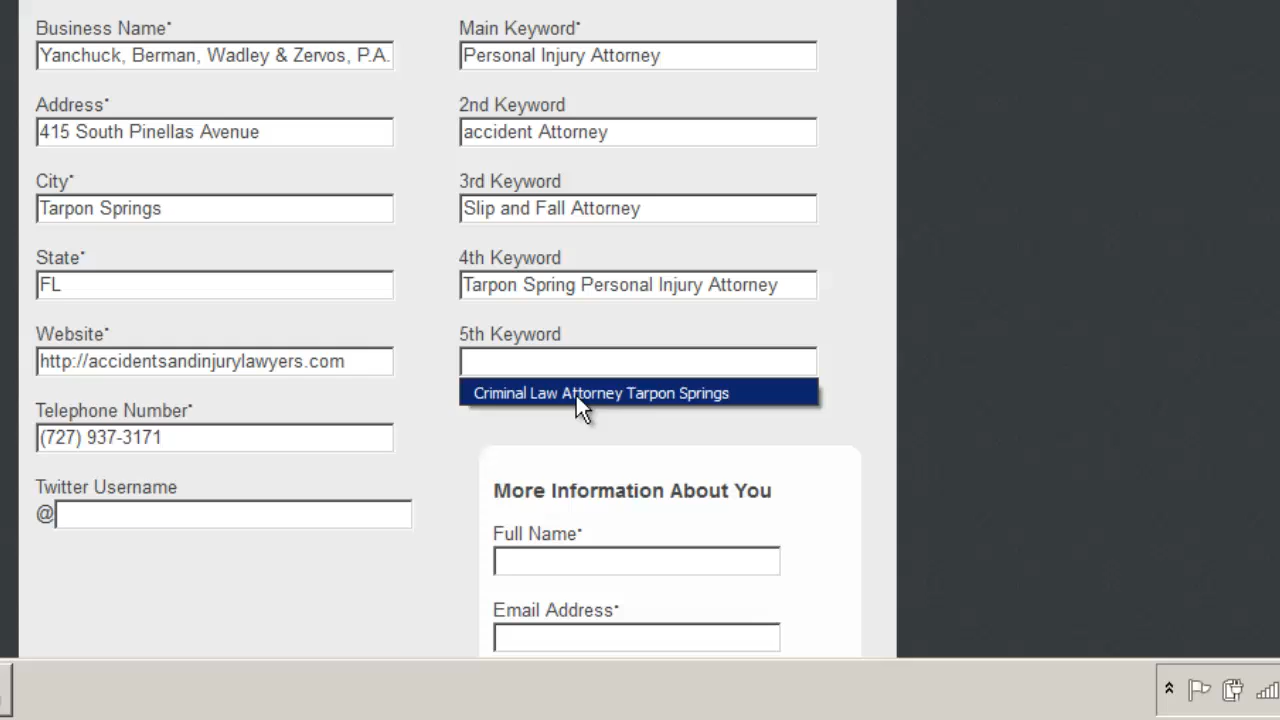 Business Name*
Yanchuck, Berman, Wadley & Zervos, P.A.
Address*
415 South Pinellas Avenue
City*
Tarpon Springs
State*
FL
Website*
http://accidentsandinjurylawyers.com
Telephone Number*
(727) 937-3171
Twitter Username
@
Main Keyword*
Personal Injury Attorney
2nd Keyword
accident Attorney
3rd Keyword
Slip and Fall Attorney
4th Keyword
Tarpon Spring Personal Injury Attorney
5th Keyword
Criminal Law Attorney Tarpon Springs
More Information About You
Full Name*
Email Address*